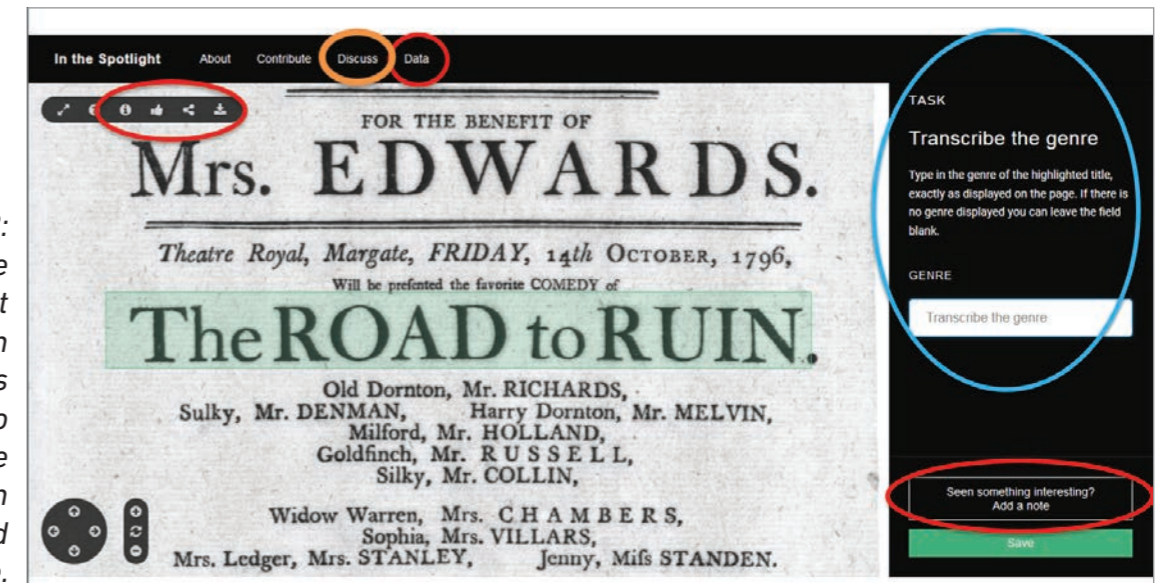 In the Spotlight About Contribute Discuss Data
FOR THE BENEFIT OF
Mrs. EDWARDS.
Theatre Royal, Margate, FRIDAY, 14th OCTOBER, 1796,
Will be preſented the favorite COMEDY of
The ROAD to RUIN.
Old Dornton, Mr. RICHARDS,
Sulky, Mr. DENMAN, Harry Dornton, Mr. MELVIN,
Milford, Mr. HOLLAND,
Goldfinch, Mr. RUSSELL,
Silky, Mr. COLLIN,
Widow Warren, Mrs. CHAMBERS,
Sophia, Mrs. VILLARS,
Mrs. Ledger, Mrs. STANLEY, Jenny, Miſs STANDEN.
TASK
Transcribe the genre
Type in the genre of the highlighted title,
exactly as displayed on the page. If there is
no genre displayed you can leave the field
blank.
GENRE
Transcribe the genre
Seen something interesting?
Add a note
Save